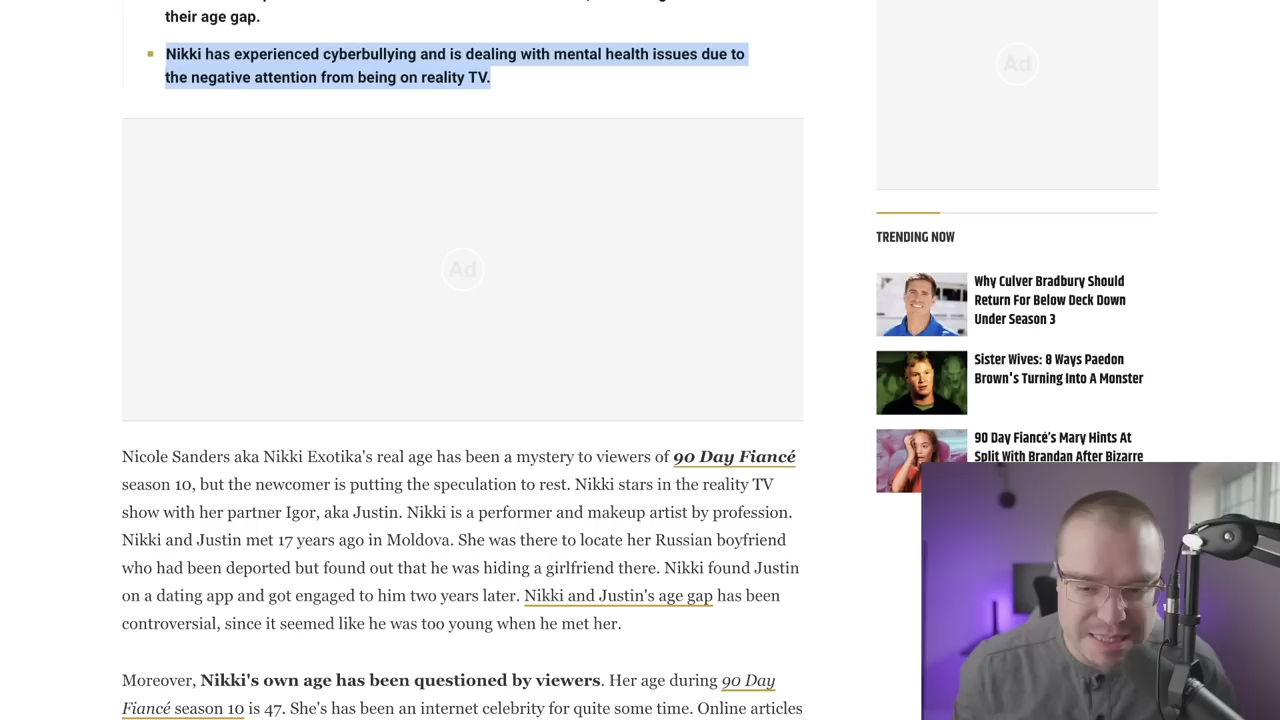 their age gap.
Nikki has experienced cyberbullying and is dealing with mental health issues due to
the negative attention from being on reality TV.
Ad
Nicole Sanders aka Nikki Exotika's real age has been a mystery to viewers of 90 Day Fiancé
season 10, but the newcomer is putting the speculation to rest. Nikki stars in the reality TV
show with her partner Igor, aka Justin. Nikki is a performer and makeup artist by profession.
Nikki and Justin met 17 years ago in Moldova. She was there to locate her Russian boyfriend
who had been deported but found out that he was hiding a girlfriend there. Nikki found Justin
on a dating app and got engaged to him two years later. Nikki and Justin's age gap has been
controversial, since it seemed like he was too young when he met her.
Moreover, Nikki's own age has been questioned by viewers. Her age during 90 Day
Fiancé season 10 is 47. She's has been an internet celebrity for quite some time. Online articles
Ad
TRENDING NOW
Why Culver Bradbury Should
Return For Below Deck Down
Under Season 3
Sister Wives: 8 Ways Paedon
Brown's Turning Into A Monster
90 Day Fiancé's Mary Hints At
Split With Brandan After Bizarre